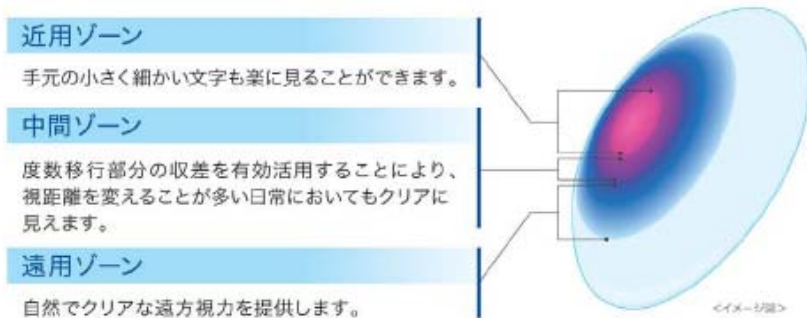 近用ゾーン
手元の小さく細かい文字も楽に見ることができます。
中間ゾーン
度数移行部分の収差を有効活用することにより、
視距離を変えることが多い日常においてもクリアに
見えます。
遠用ゾーン
自然でクリアな遠方視力を提供します。
<イメージ図>